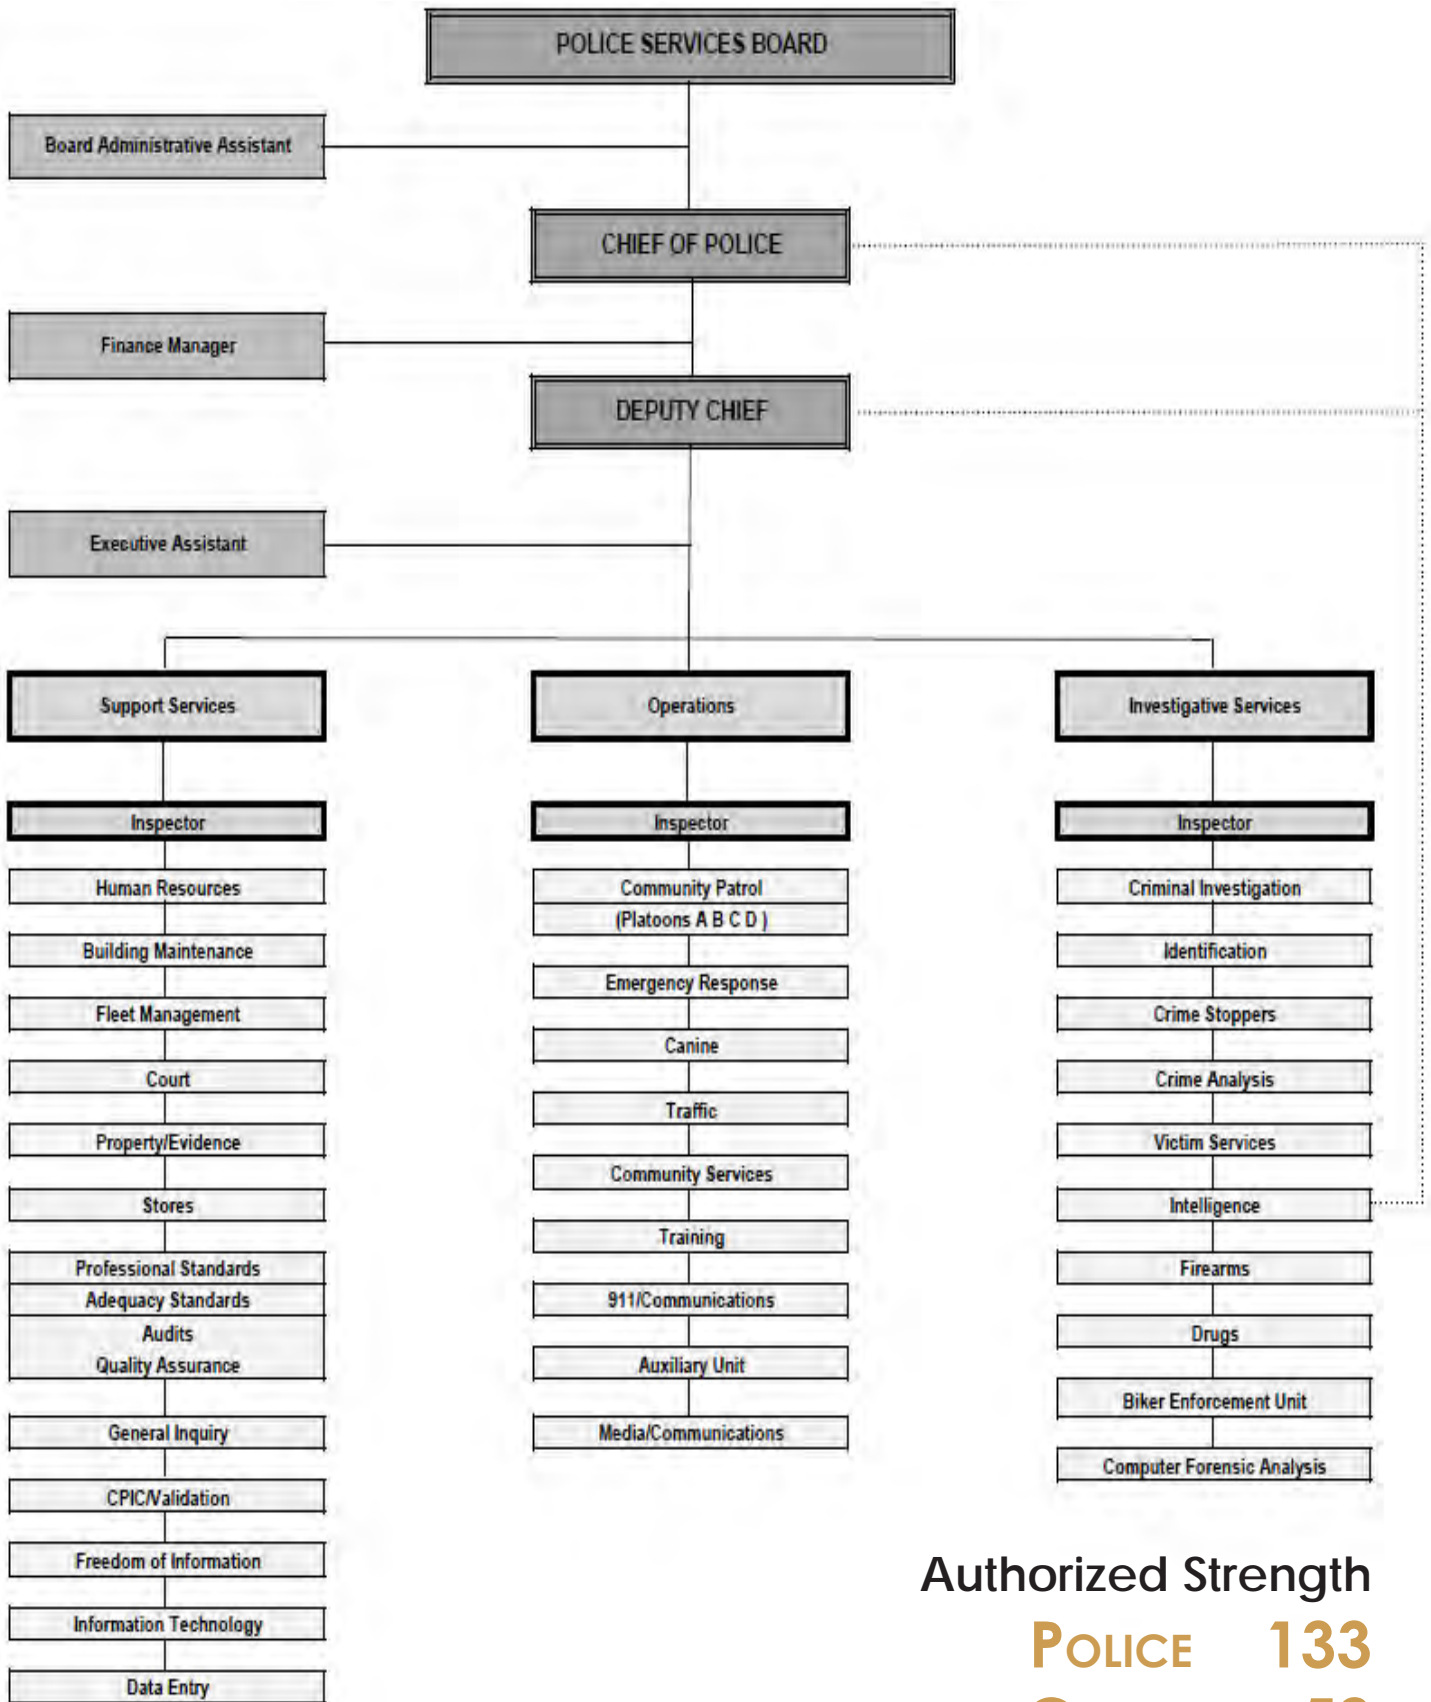 POLICE SERVICES BOARD
Board Administrative Assistant
CHIEF OF POLICE
Finance Manager
DEPUTY CHIEF
Executive Assistant
Support Services
Inspector
Human Resources
Building Maintenance
Fleet Management
Court
Property/Evidence
Stores
Professional Standards
Adequacy Standards
Audits
Quality Assurance
General Inquiry
CPIC/Validation
Freedom of Information
Information Technology
Data Entry
Operations
Inspector
Community Patrol
(Platoons A B C D )
Emergency Response
Canine
Traffic
Community Services
Training
911/Communications
Auxiliary Unit
Media/Communications
Investigative Services
Inspector
Criminal Investigation
Identification
Crime Stoppers
Crime Analysis
Victim Services
Intelligence
Firearms
Drugs
Biker Enforcement Unit
Computer Forensic Analysis
Authorized Strength
POLICE 133